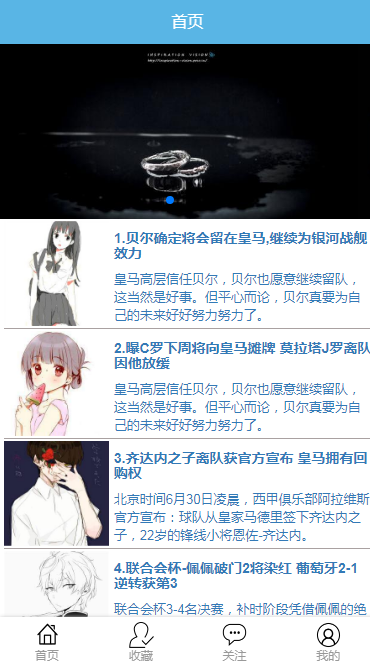 首页
INSPIRATION VISION
http://inspiration-vision.poco.cn/
1.贝尔确定将会留在皇马,继续为银河战舰
效力
皇马高层信任贝尔，贝尔也愿意继续留队，
这当然是好事。但平心而论，贝尔真要为自
己的未来好好努力努力了。
2.曝C罗下周将向皇马摊牌 莫拉塔J罗离队
因他放缓
皇马高层信任贝尔，贝尔也愿意继续留队，
这当然是好事。但平心而论，贝尔真要为自
己的未来好好努力努力了。
3.齐达内之子离队获官方宣布 皇马拥有回
购权
北京时间6月30日凌晨，西甲俱乐部阿拉维斯
官方宣布：球队从皇家马德里签下齐达内之
子，22岁的锋线小将恩佐-齐达内。
4.联合会杯-佩佩破门2将染红 葡萄牙2-1
逆转获第3
联合会杯3-4名决赛，补时阶段凭借佩佩的绝
首页
收藏
关注
我的